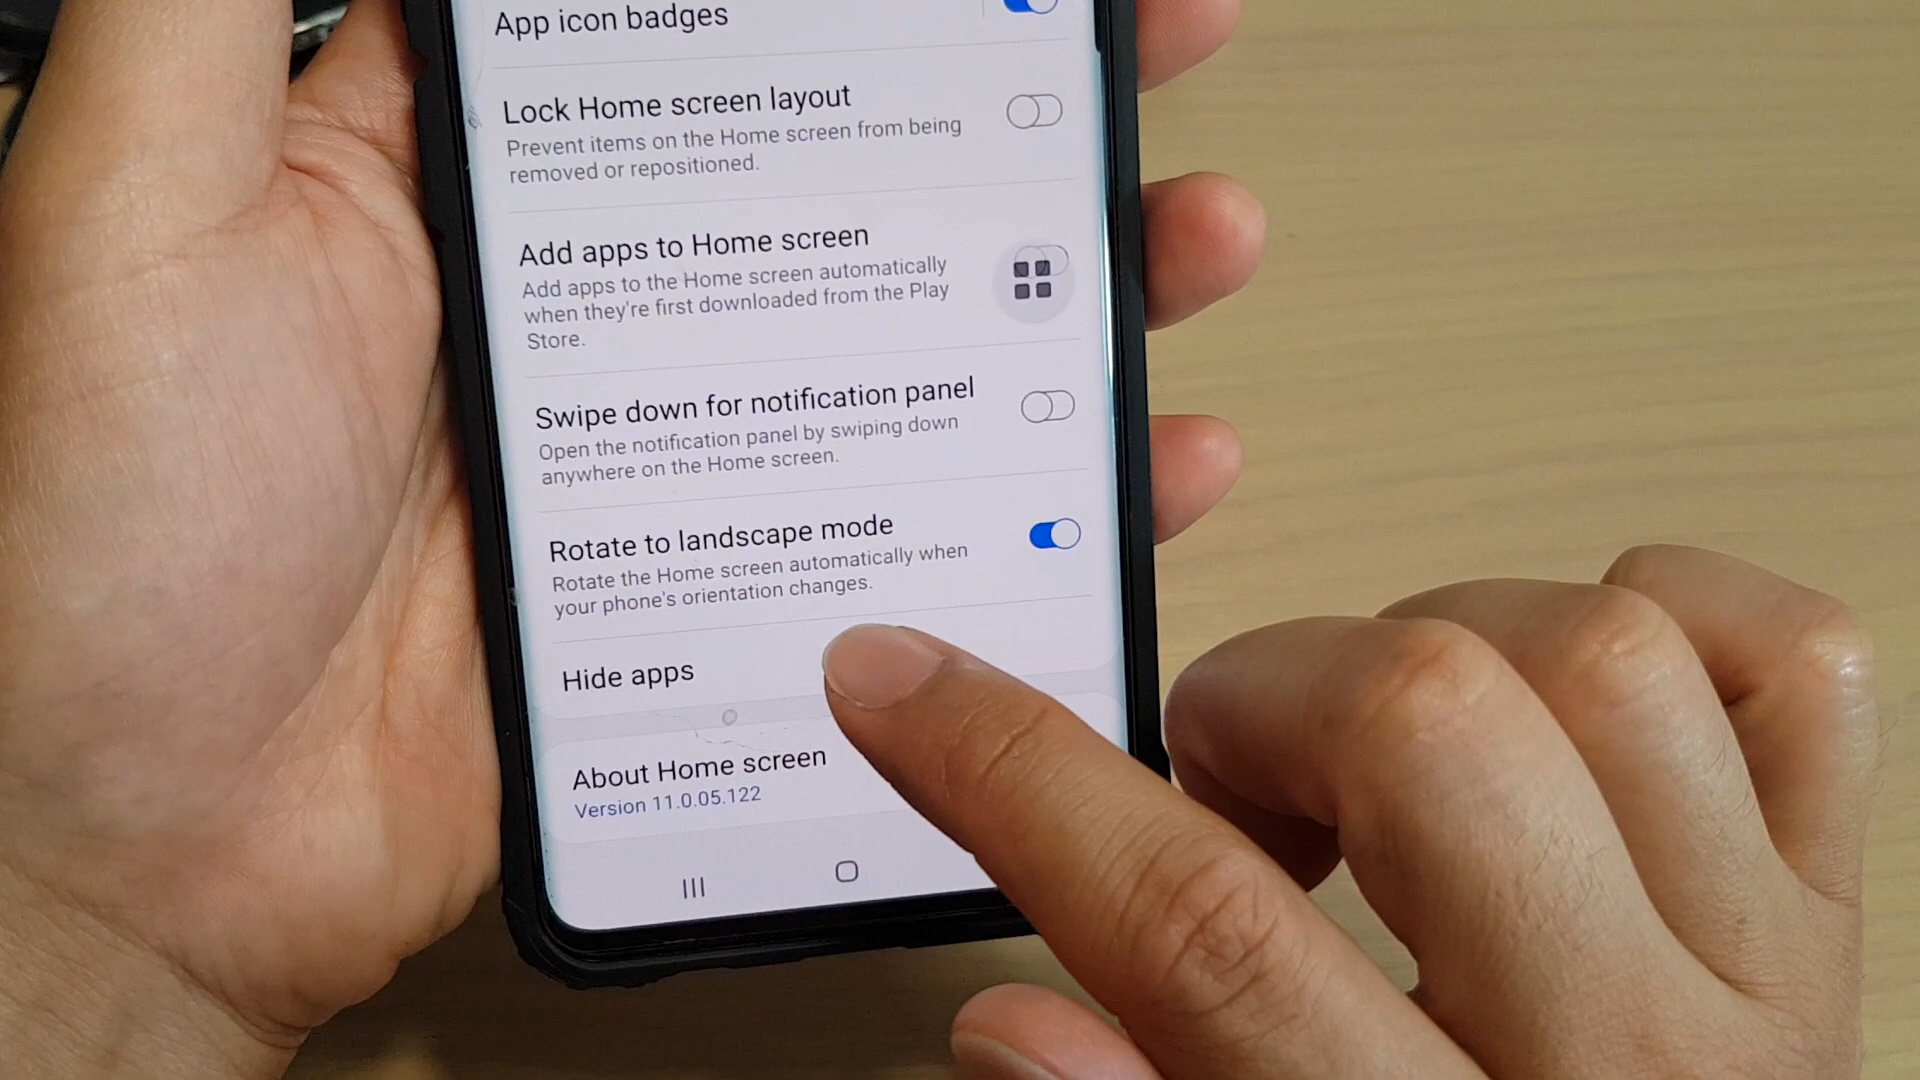 App icon badges
Lock Home screen layout
Prevent items on the Home screen from being
removed or repositioned.
Add apps to Home screen
Add apps to the Home screen automatically
when they're first downloaded from the Play
Store.
Swipe down for notification panel
Open the notification panel by swiping down
anywhere on the Home screen.
Rotate to landscape mode
Rotate the Home screen automatically when
your phone's orientation changes.
Hide apps
About Home screen
Version 11.0.05.122